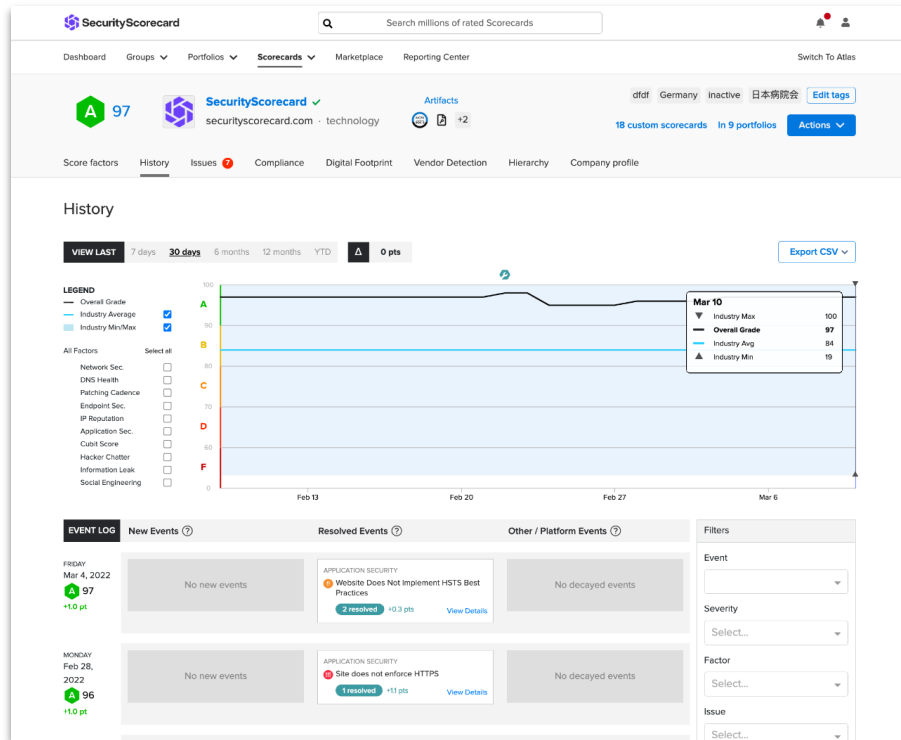 SecurityScorecard
Search millions of rated Scorecards
Dashboard Groups Portfolios Scorecards Marketplace Reporting Center Switch To Atlas
A 97
SecurityScorecard
securityscorecard.com · technology
Artifacts
+2
dfdf Germany inactive 日本病院会 Edit tags
18 custom scorecards In 9 portfolios Actions
Score factors History Issues 7 Compliance Digital Footprint Vendor Detection Hierarchy Company profile
History
VIEW LAST 7 days 30 days 6 months 12 months YTD Δ 0 pts Export CSV
LEGEND
Overall Grade
Industry Average
Industry Min/Max
All Factors Select all
Network Sec.
DNS Health
Patching Cadence
Endpoint Sec.
IP Reputation
Application Sec.
Cubit Score
Hacker Chatter
Information Leak
Social Engineering
100
A
90
B
80
C
70
D
60
F
0
Feb 13 Feb 20 Feb 27 Mar 6
Mar 10
Industry Max 100
Overall Grade 97
Industry Avg 84
Industry Min 19
EVENT LOG New Events ? Resolved Events ? Other / Platform Events ?
FRIDAY
Mar 4, 2022
A 97
+1.0 pt
No new events
APPLICATION SECURITY
Website Does Not Implement HSTS Best
Practices
2 resolved +0.3 pts View Details
No decayed events
MONDAY
Feb 28,
2022
A 96
+1.0 pt
No new events
APPLICATION SECURITY
Site does not enforce HTTPS
1 resolved +1.1 pts View Details
No decayed events
Filters
Event
Severity
Select...
Factor
Select...
Issue
Select...